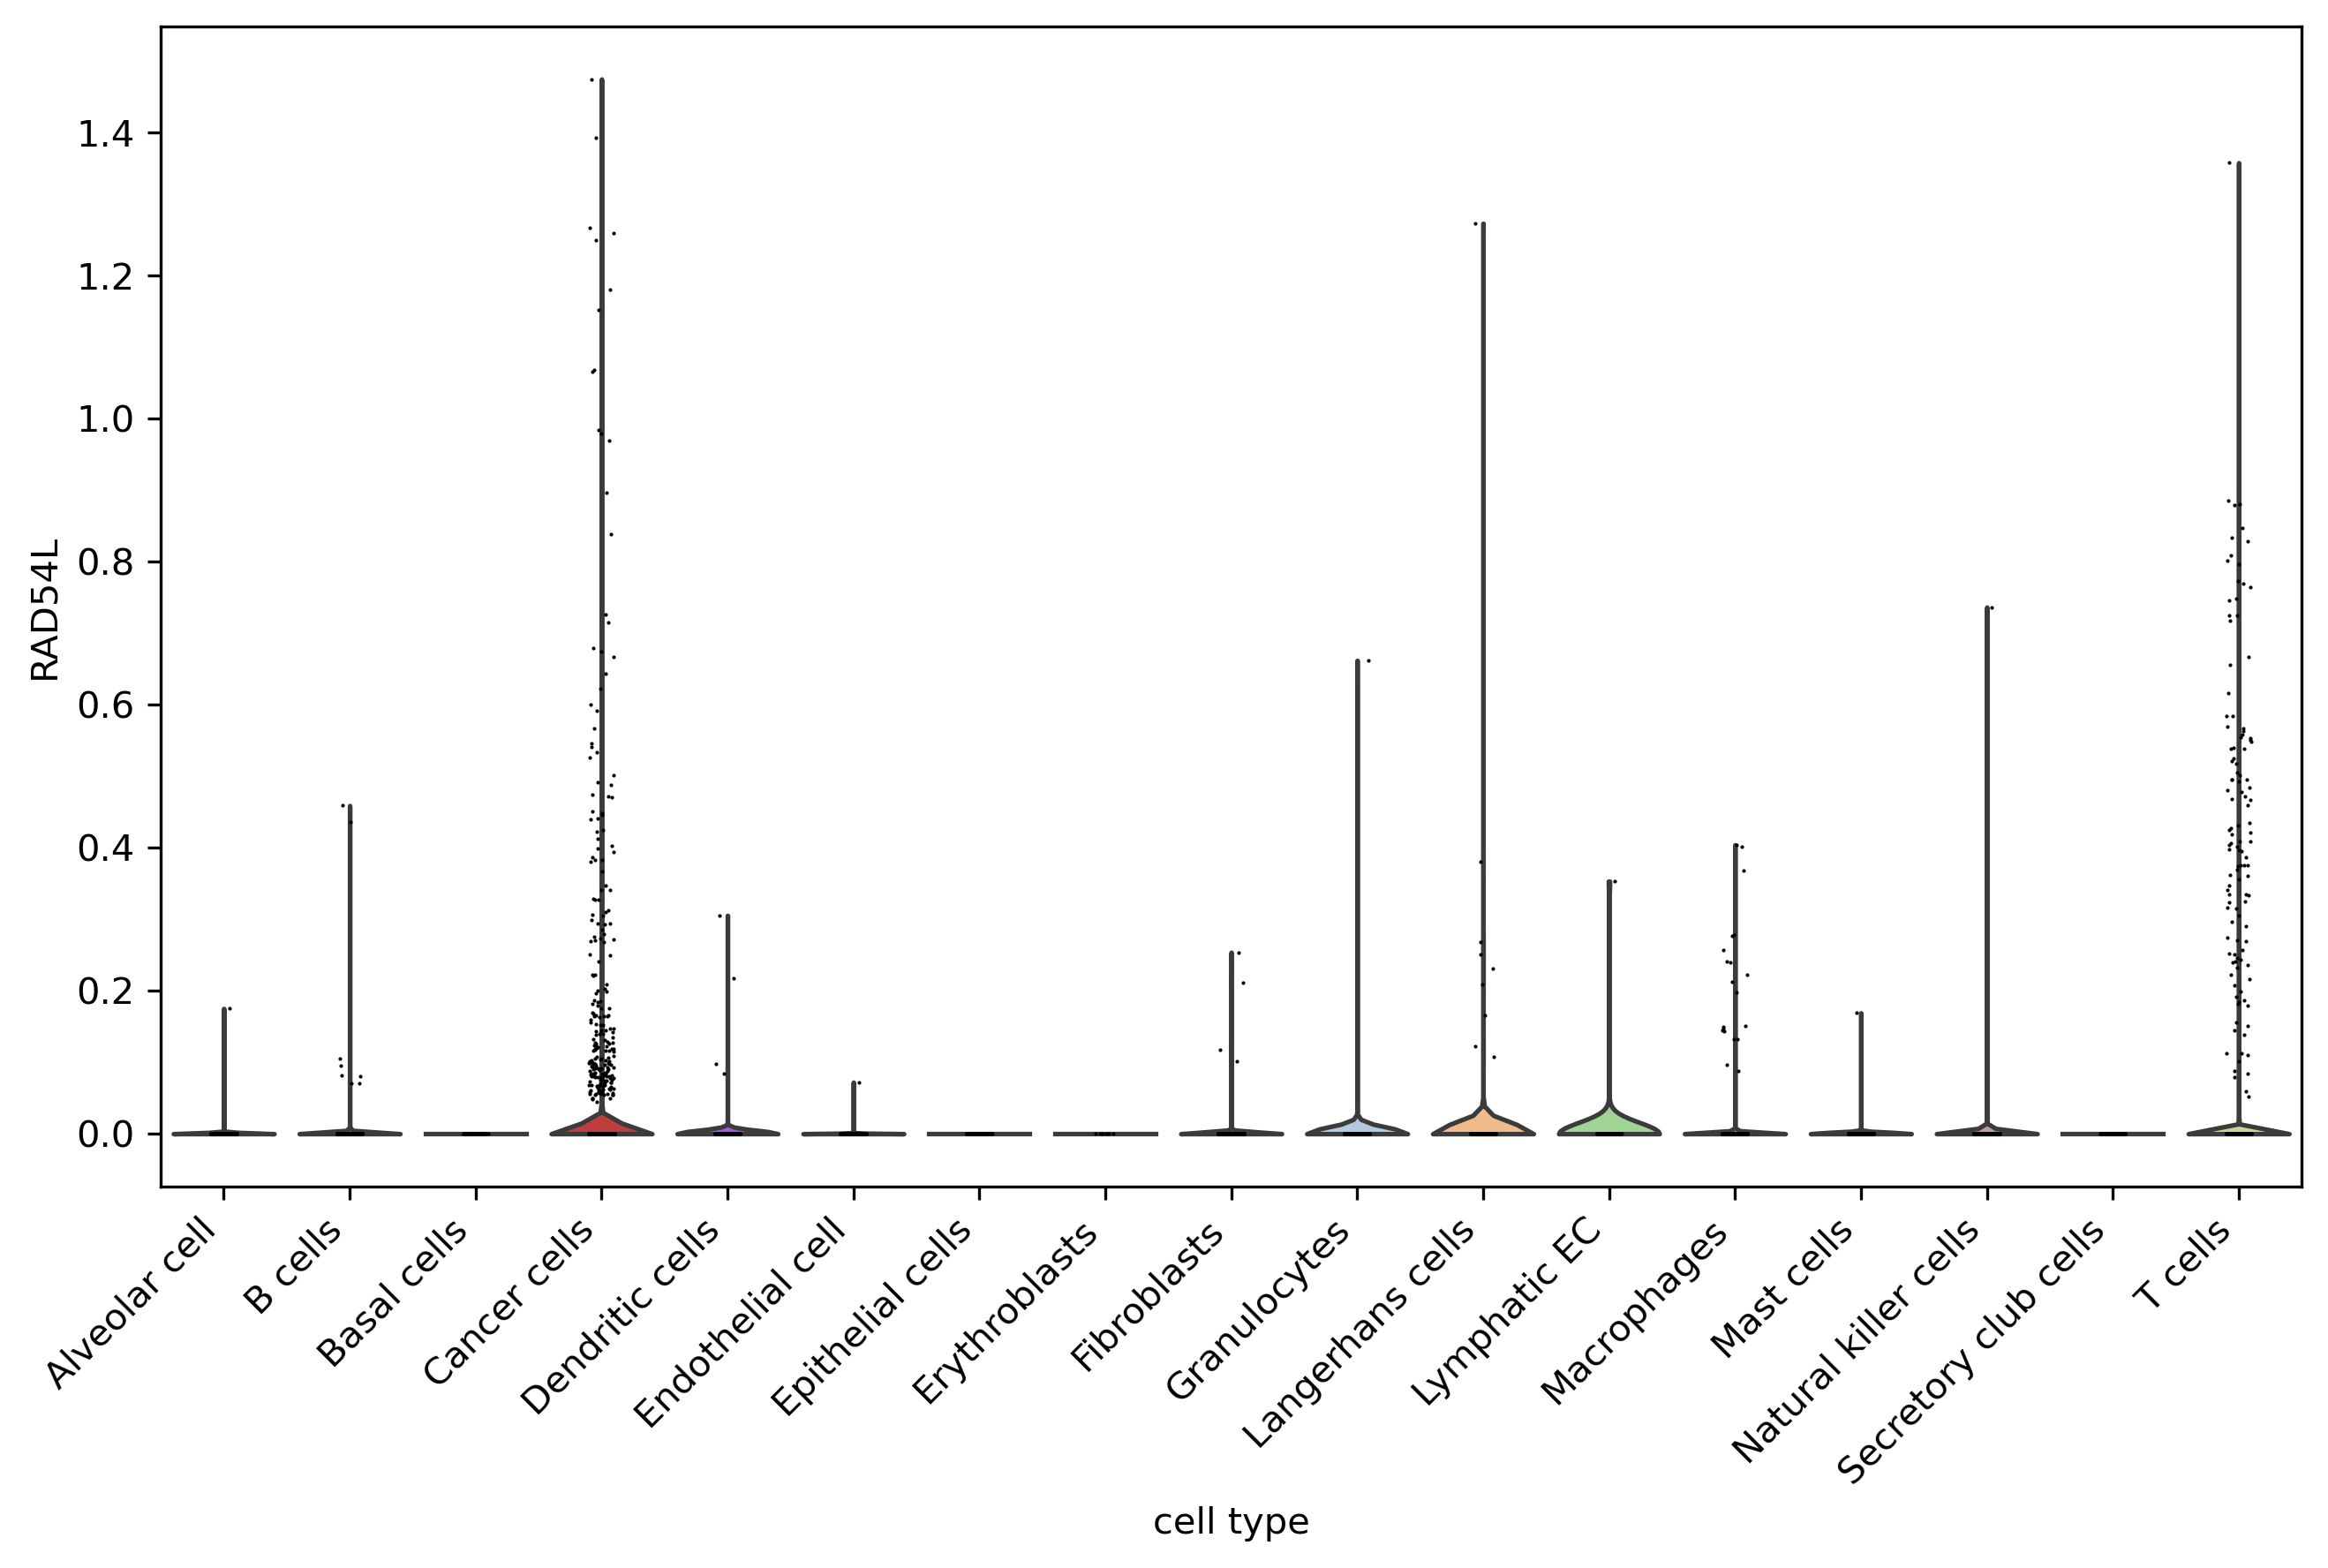 RAD54L
1.4
1.2
1.0
0.8
0.6
0.4
0.2
0.0
Alveolar cell
B cells
Basal cells
Cancer cells
Dendritic cells
Endothelial cell
Epithelial cells
Erythroblasts
Fibroblasts
Granulocytes
Langerhans cells
Lymphatic EC
Macrophages
Mast cells
Natural killer cells
Secretory club cells
T cells
cell type